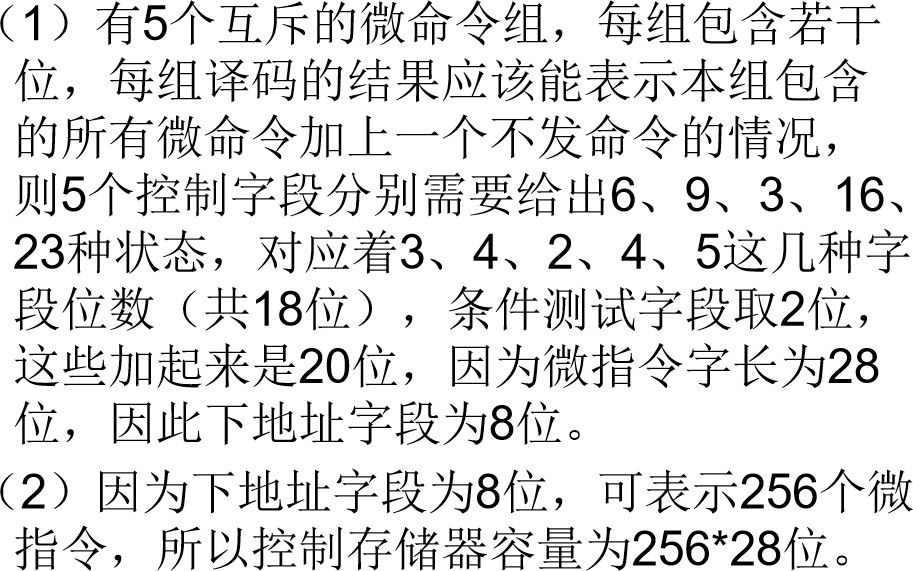 （1）有5个互斥的微命令组，每组包含若干
位，每组译码的结果应该能表示本组包含
的所有微命令加上一个不发命令的情况，
则5个控制字段分别需要给出6、9、3、16、
23种状态，对应着3、4、2、4、5这几种字
段位数（共18位），条件测试字段取2位，
这些加起来是20位，因为微指令字长为28
位，因此下地址字段为8位。
（2）因为下地址字段为8位，可表示256个微
指令，所以控制存储器容量为256*28位。